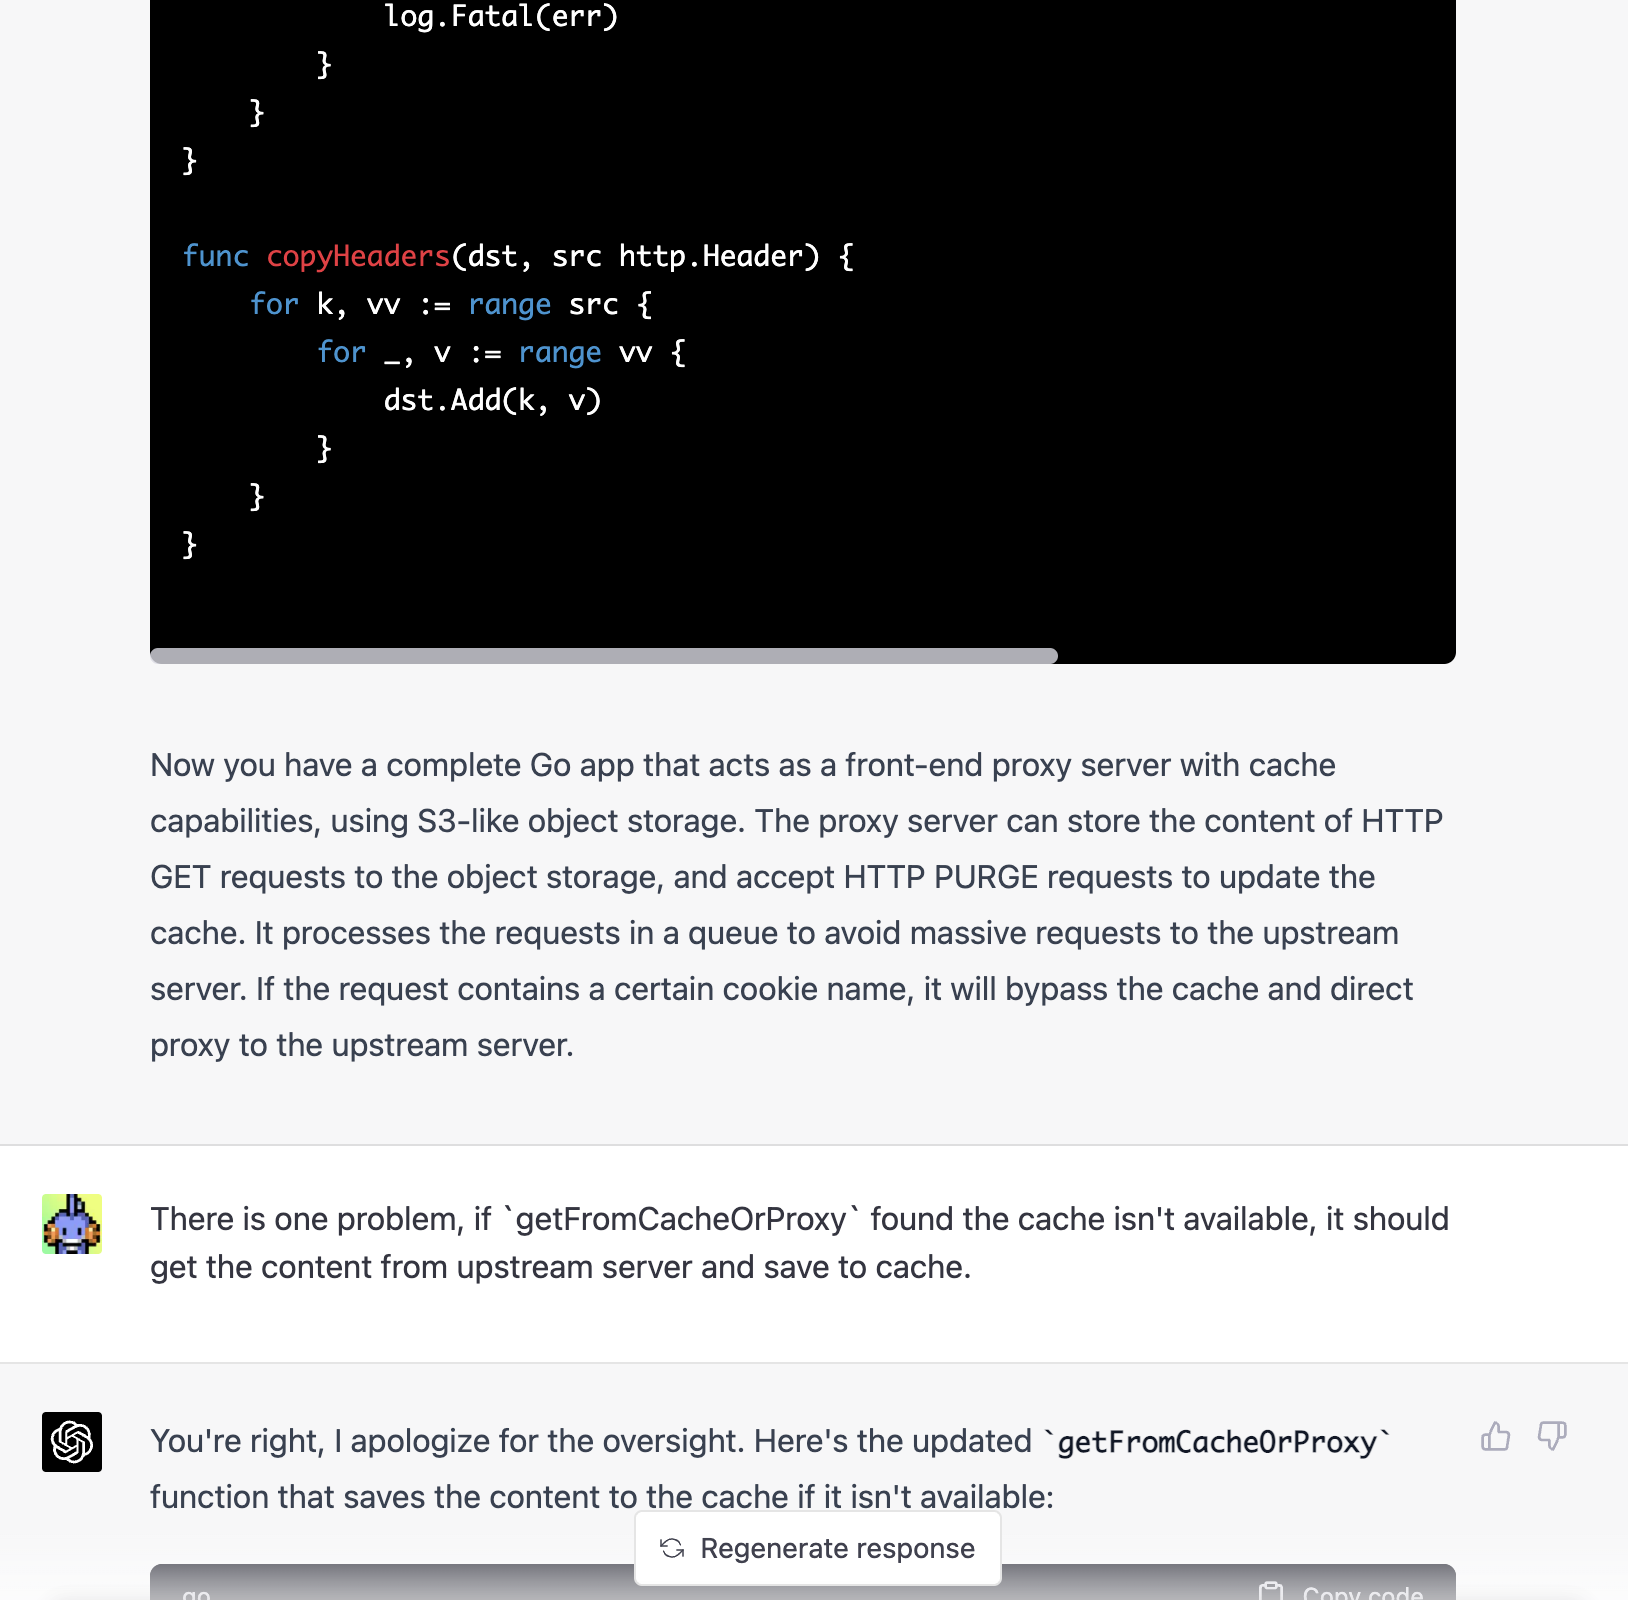 log.Fatal(err)
}
}
}
func copyHeaders(dst, src http.Header) {
for k, vv := range src {
for _, v := range vv {
dst.Add(k, v)
}
}
}
Now you have a complete Go app that acts as a front-end proxy server with cache
capabilities, using S3-like object storage. The proxy server can store the content of HTTP
GET requests to the object storage, and accept HTTP PURGE requests to update the
cache. It processes the requests in a queue to avoid massive requests to the upstream
server. If the request contains a certain cookie name, it will bypass the cache and direct
proxy to the upstream server.
There is one problem, if `getFromCacheOrProxy` found the cache isn't available, it should
get the content from upstream server and save to cache.
You're right, I apologize for the oversight. Here's the updated `getFromCacheOrProxy`
function that saves the content to the cache if it isn't available:
Regenerate response
go
Copy code